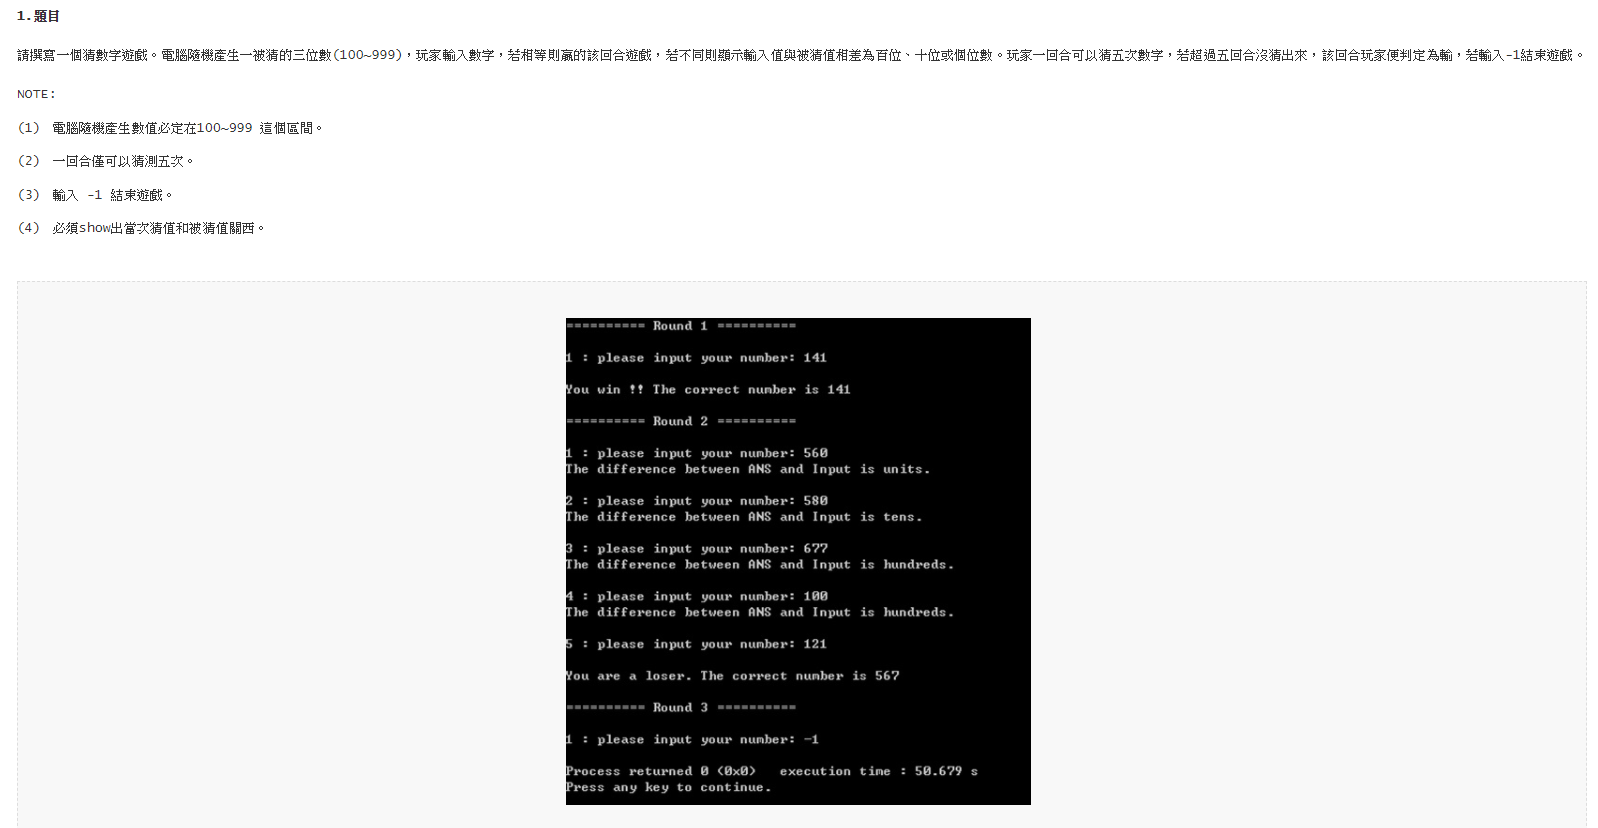 1.題目
請撰寫一個猜數字遊戲。電腦隨機產生一被猜的三位數(100~999)，玩家輸入數字，若相等則贏的該回合遊戲，若不同則顯示輸入值與被猜值相差為百位、十位或個位數。玩家一回合可以猜五次數字，若超過五回合沒猜出來，該回合玩家便判定為輸，若輸入-1結束遊戲。
NOTE:
(1) 電腦隨機產生數值必定在100~999 這個區間。
(2) 一回合僅可以猜測五次。
(3) 輸入 -1 結束遊戲。
(4) 必須show出當次猜值和被猜值關西。
========== Round 1 ==========
1 : please input your number: 141
You win !! The correct number is 141
========== Round 2 ==========
1 : please input your number: 560
The difference between ANS and Input is units.
2 : please input your number: 580
The difference between ANS and Input is tens.
3 : please input your number: 677
The difference between ANS and Input is hundreds.
4 : please input your number: 100
The difference between ANS and Input is hundreds.
5 : please input your number: 121
You are a loser. The correct number is 567
========== Round 3 ==========
1 : please input your number: -1
Process returned 0 (0x0)   execution time : 50.679 s
Press any key to continue.